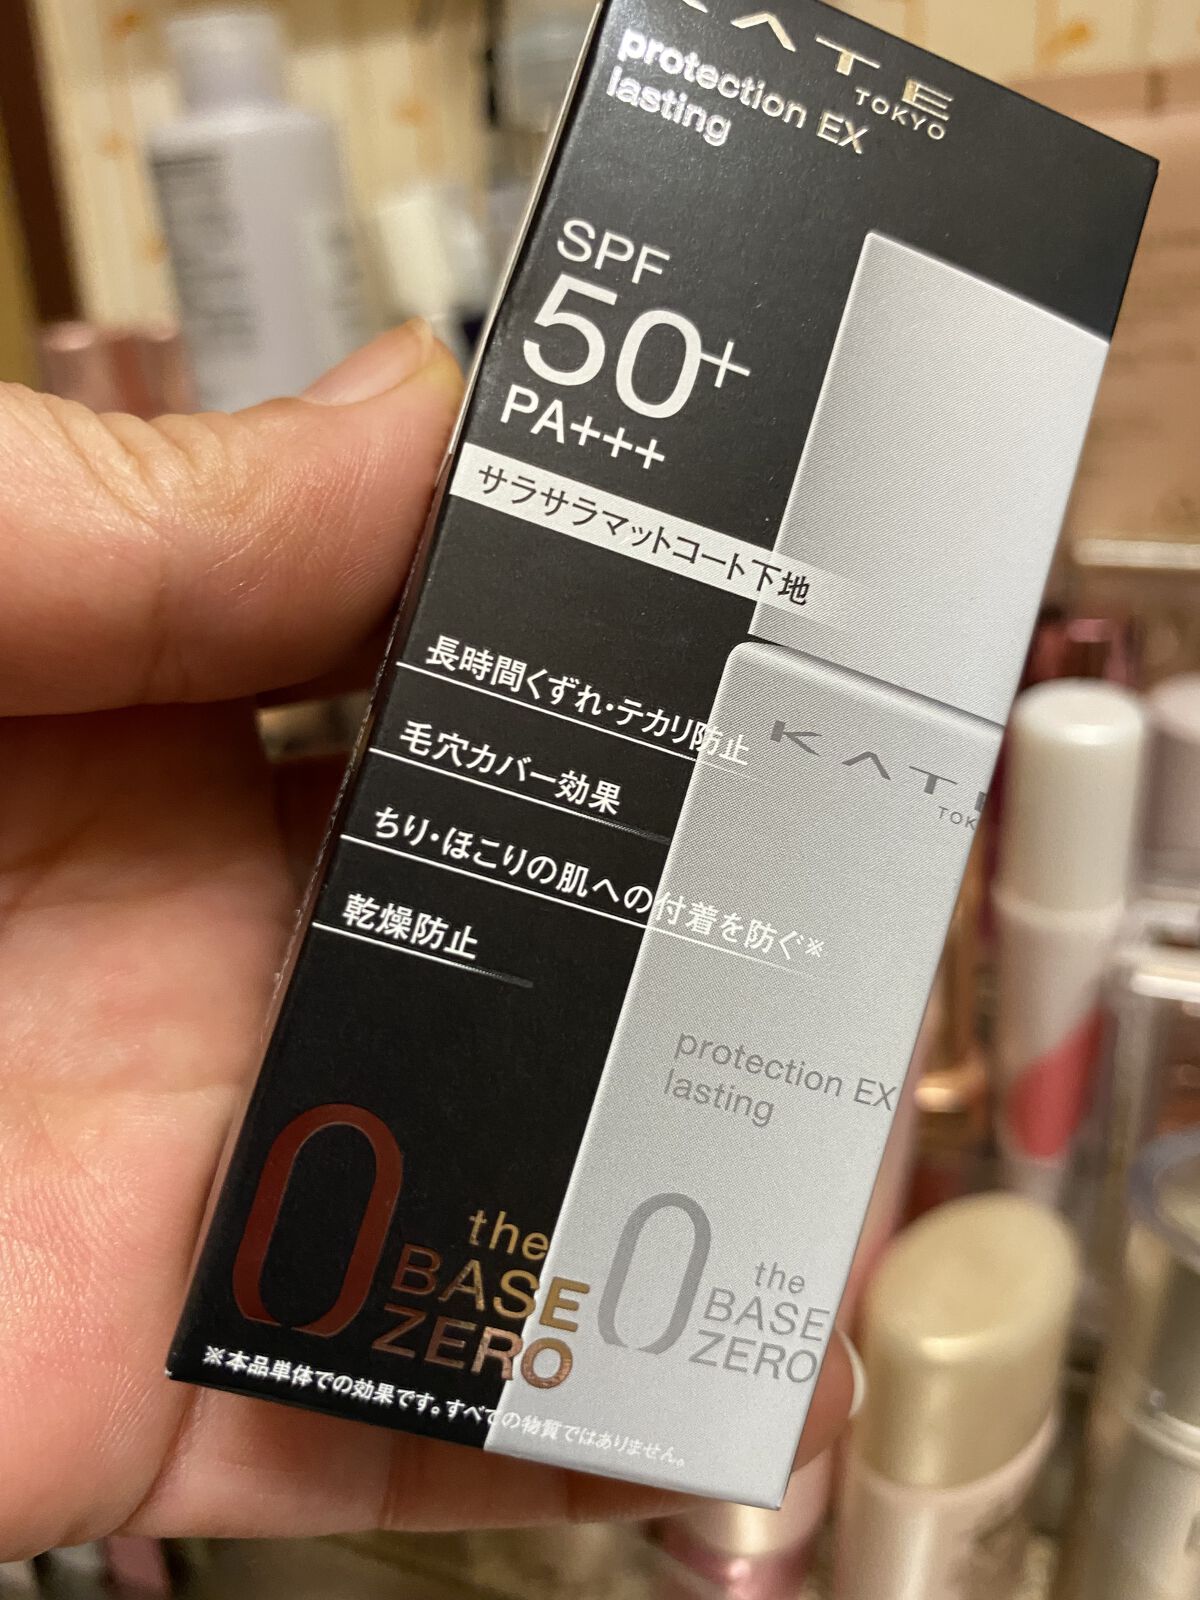 KATE
TOKYO
protection EX
lasting
SPF
50+
PA+++
サラサラマットコート下地
長時間くずれ・テカリ防止
毛穴カバー効果
ちり・ほこりの肌への付着を防ぐ※
乾燥防止
KATE
TOK
protection EX
lasting
0
the
BASE
ZERO
0
the
BASE
ZERO
※本品単体での効果です。すべての物質ではありません。